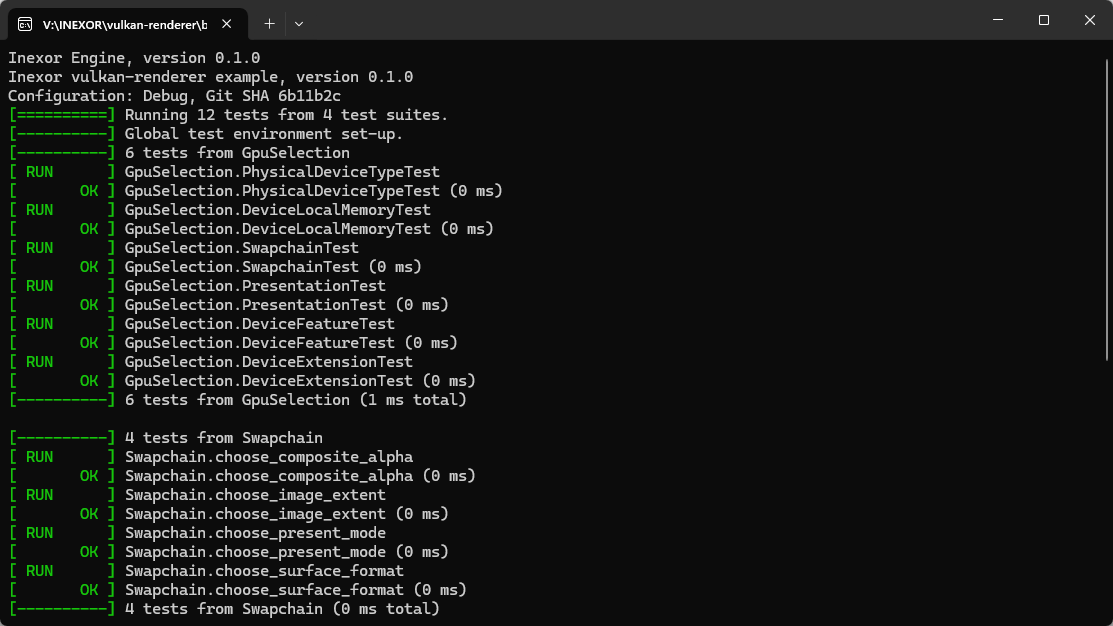 V:\INEXOR\vulkan-renderer\b
Inexor Engine, version 0.1.0
Inexor vulkan-renderer example, version 0.1.0
Configuration: Debug, Git SHA 6b11b2c
[==========] Running 12 tests from 4 test suites.
[----------] Global test environment set-up.
[----------] 6 tests from GpuSelection
[ RUN      ] GpuSelection.PhysicalDeviceTypeTest
[       OK ] GpuSelection.PhysicalDeviceTypeTest (0 ms)
[ RUN      ] GpuSelection.DeviceLocalMemoryTest
[       OK ] GpuSelection.DeviceLocalMemoryTest (0 ms)
[ RUN      ] GpuSelection.SwapchainTest
[       OK ] GpuSelection.SwapchainTest (0 ms)
[ RUN      ] GpuSelection.PresentationTest
[       OK ] GpuSelection.PresentationTest (0 ms)
[ RUN      ] GpuSelection.DeviceFeatureTest
[       OK ] GpuSelection.DeviceFeatureTest (0 ms)
[ RUN      ] GpuSelection.DeviceExtensionTest
[       OK ] GpuSelection.DeviceExtensionTest (0 ms)
[----------] 6 tests from GpuSelection (1 ms total)

[----------] 4 tests from Swapchain
[ RUN      ] Swapchain.choose_composite_alpha
[       OK ] Swapchain.choose_composite_alpha (0 ms)
[ RUN      ] Swapchain.choose_image_extent
[       OK ] Swapchain.choose_image_extent (0 ms)
[ RUN      ] Swapchain.choose_present_mode
[       OK ] Swapchain.choose_present_mode (0 ms)
[ RUN      ] Swapchain.choose_surface_format
[       OK ] Swapchain.choose_surface_format (0 ms)
[----------] 4 tests from Swapchain (0 ms total)